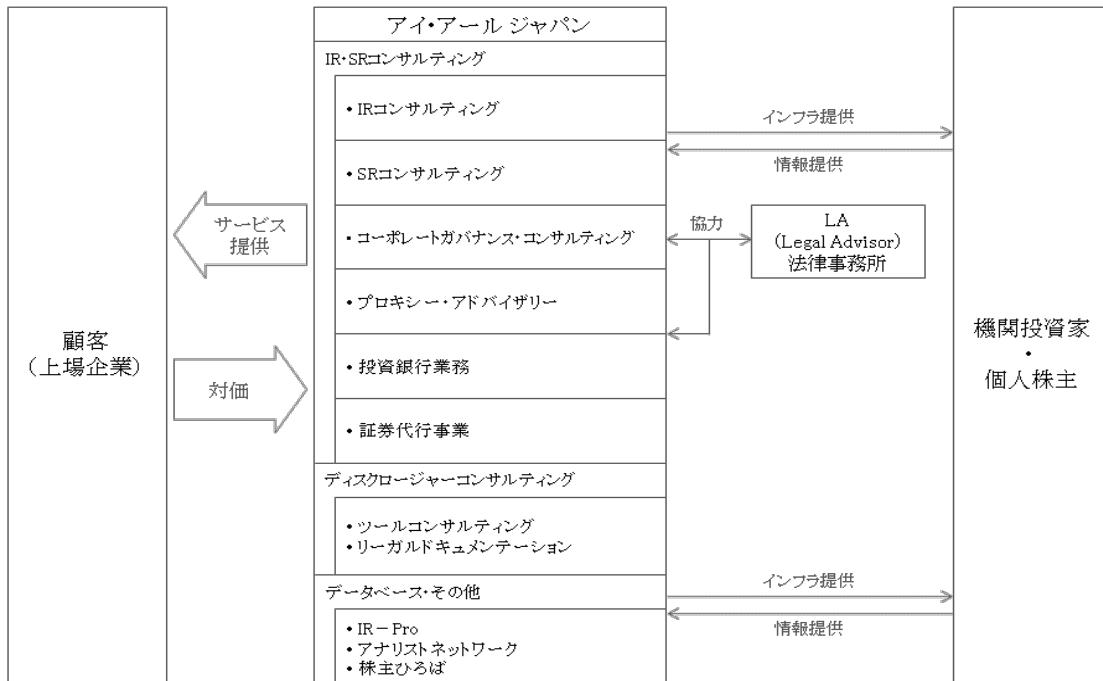 アイ・アール ジャパン
IR・SRコンサルティング
・IRコンサルティング
・SRコンサルティング
・コーポレートガバナンス・コンサルティング
・プロキシー・アドバイザリー
・投資銀行業務
・証券代行事業
ディスクロージャーコンサルティング
・ツールコンサルティング
・リーガルドキュメンテーション
データベース・その他
・IR－Pro
・アナリストネットワーク
・株主ひろば
顧客
（上場企業）
サービス
提供
対価
インフラ提供
情報提供
協力
LA
（Legal Advisor）
法律事務所
インフラ提供
情報提供
機関投資家
・
個人株主